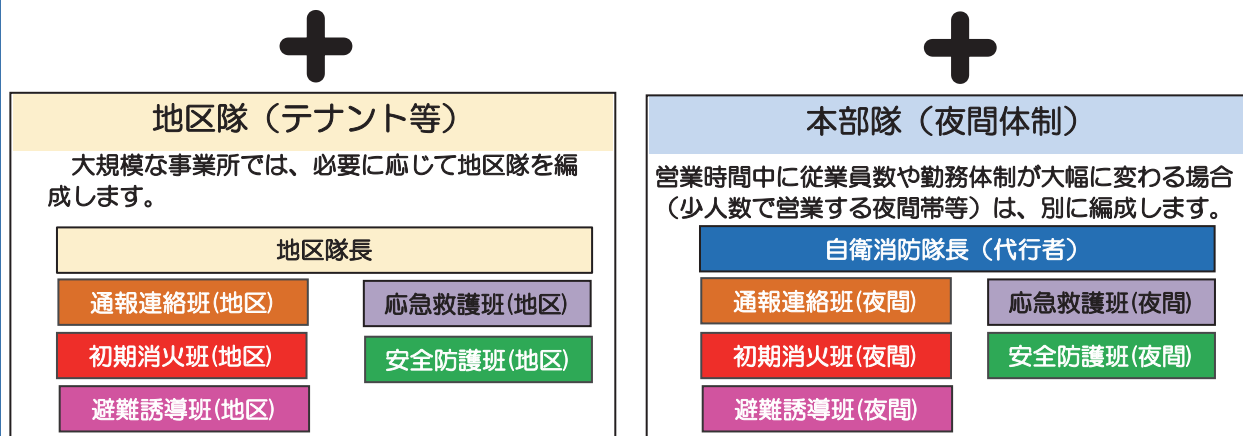 地区隊（テナント等）
大規模な事業所では、必要に応じて地区隊を編
成します。
地区隊長
通報連絡班(地区)
応急救護班(地区)
初期消火班(地区)
安全防護班(地区)
避難誘導班(地区)
本部隊（夜間体制）
営業時間中に従業員数や勤務体制が大幅に変わる場合
（少人数で営業する夜間帯等）は、別に編成します。
自衛消防隊長（代行者）
通報連絡班(夜間)
応急救護班(夜間)
初期消火班(夜間)
安全防護班(夜間)
避難誘導班(夜間)